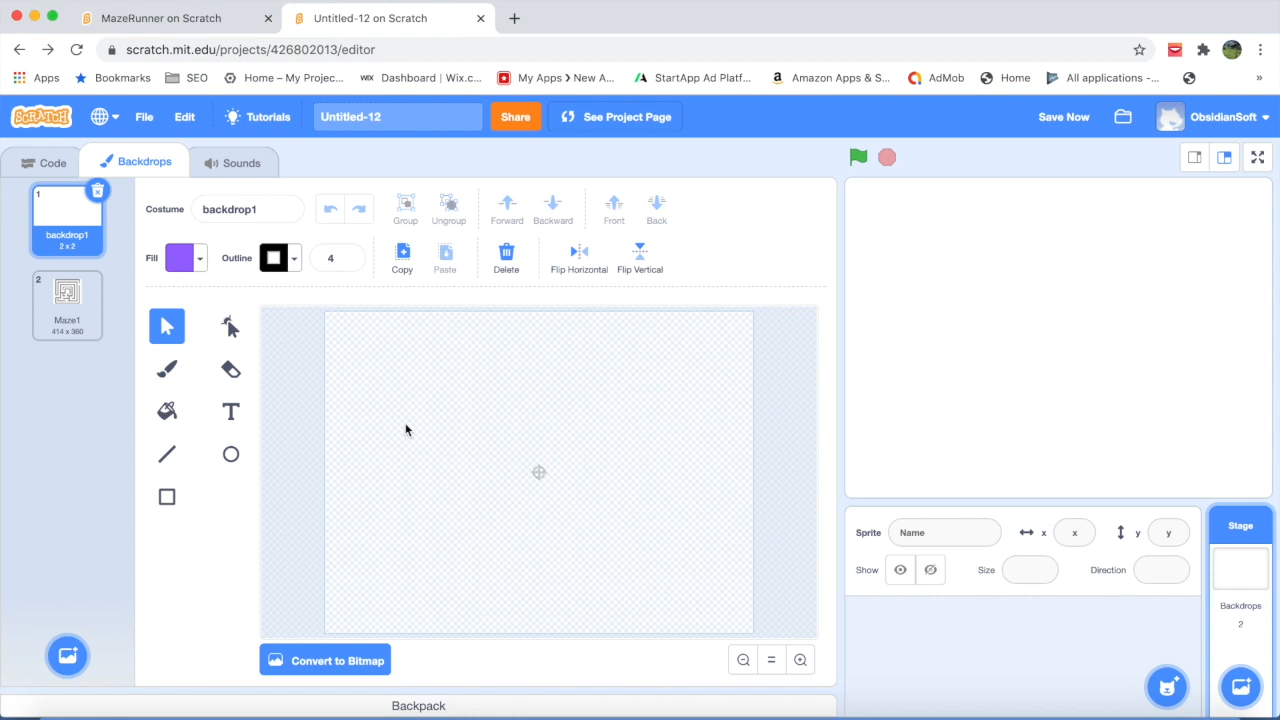 MazeRunner on Scratch
Untitled-12 on Scratch
scratch.mit.edu/projects/426802013/editor
Apps
Bookmarks
SEO
Home – My Projec...
WIX Dashboard | Wix.c...
My Apps › New A...
StartApp Ad Platf...
a Amazon Apps & S...
AdMob
Home
All applications -...
»
SCRATCH
File
Edit
Tutorials
Untitled-12
Share
See Project Page
Save Now
ObsidianSoft
Code
Backdrops
Sounds
1
backdrop1
2 x 2
2
Maze1
414 x 360
Costume
backdrop1
Group
Ungroup
Forward
Backward
Front
Back
Fill
Outline
4
Copy
Paste
Delete
Flip Horizontal
Flip Vertical
T
Convert to Bitmap
Backpack
Sprite
Name
x
x
y
y
Show
Size
Direction
Stage
Backdrops
2